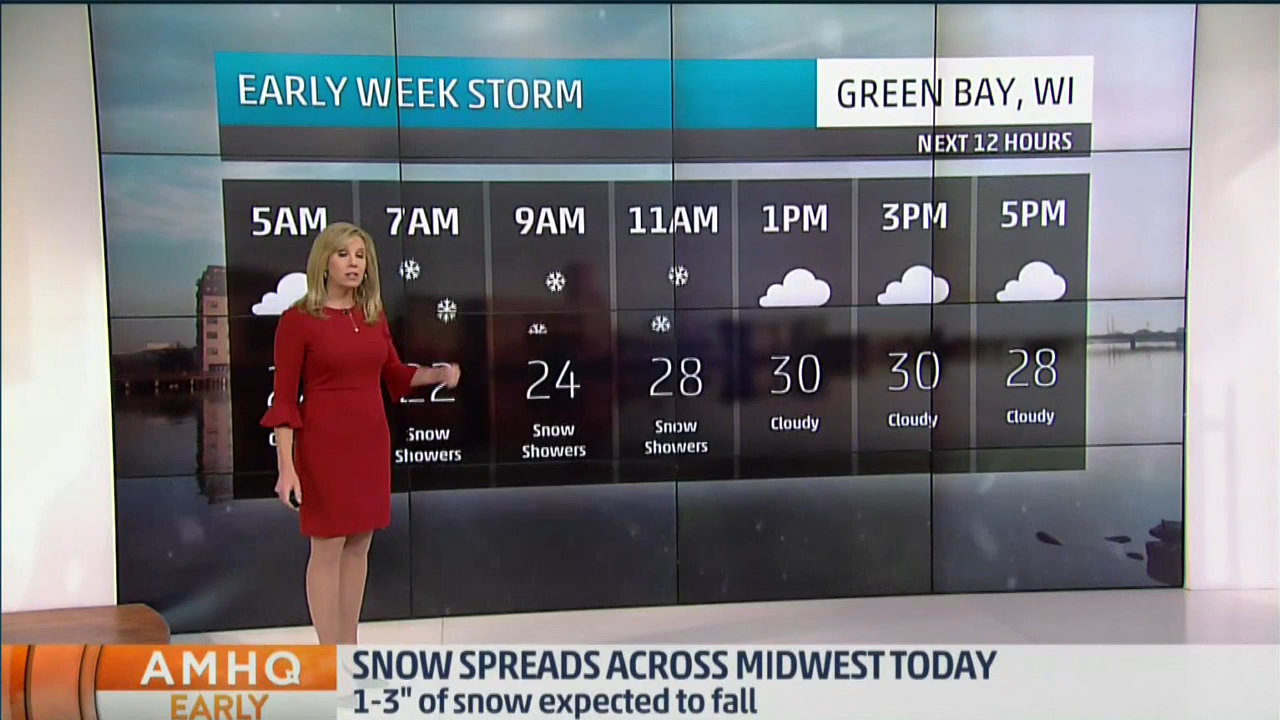 EARLY WEEK STORM
GREEN BAY, WI
NEXT 12 HOURS
5AM 7AM 9AM 11AM 1PM 3PM 5PM
22 24 28 30 30 28
Snow Showers
Snow Showers
Snow Showers
Cloudy
Cloudy
Cloudy
AMHQ
EARLY
SNOW SPREADS ACROSS MIDWEST TODAY
1-3" of snow expected to fall